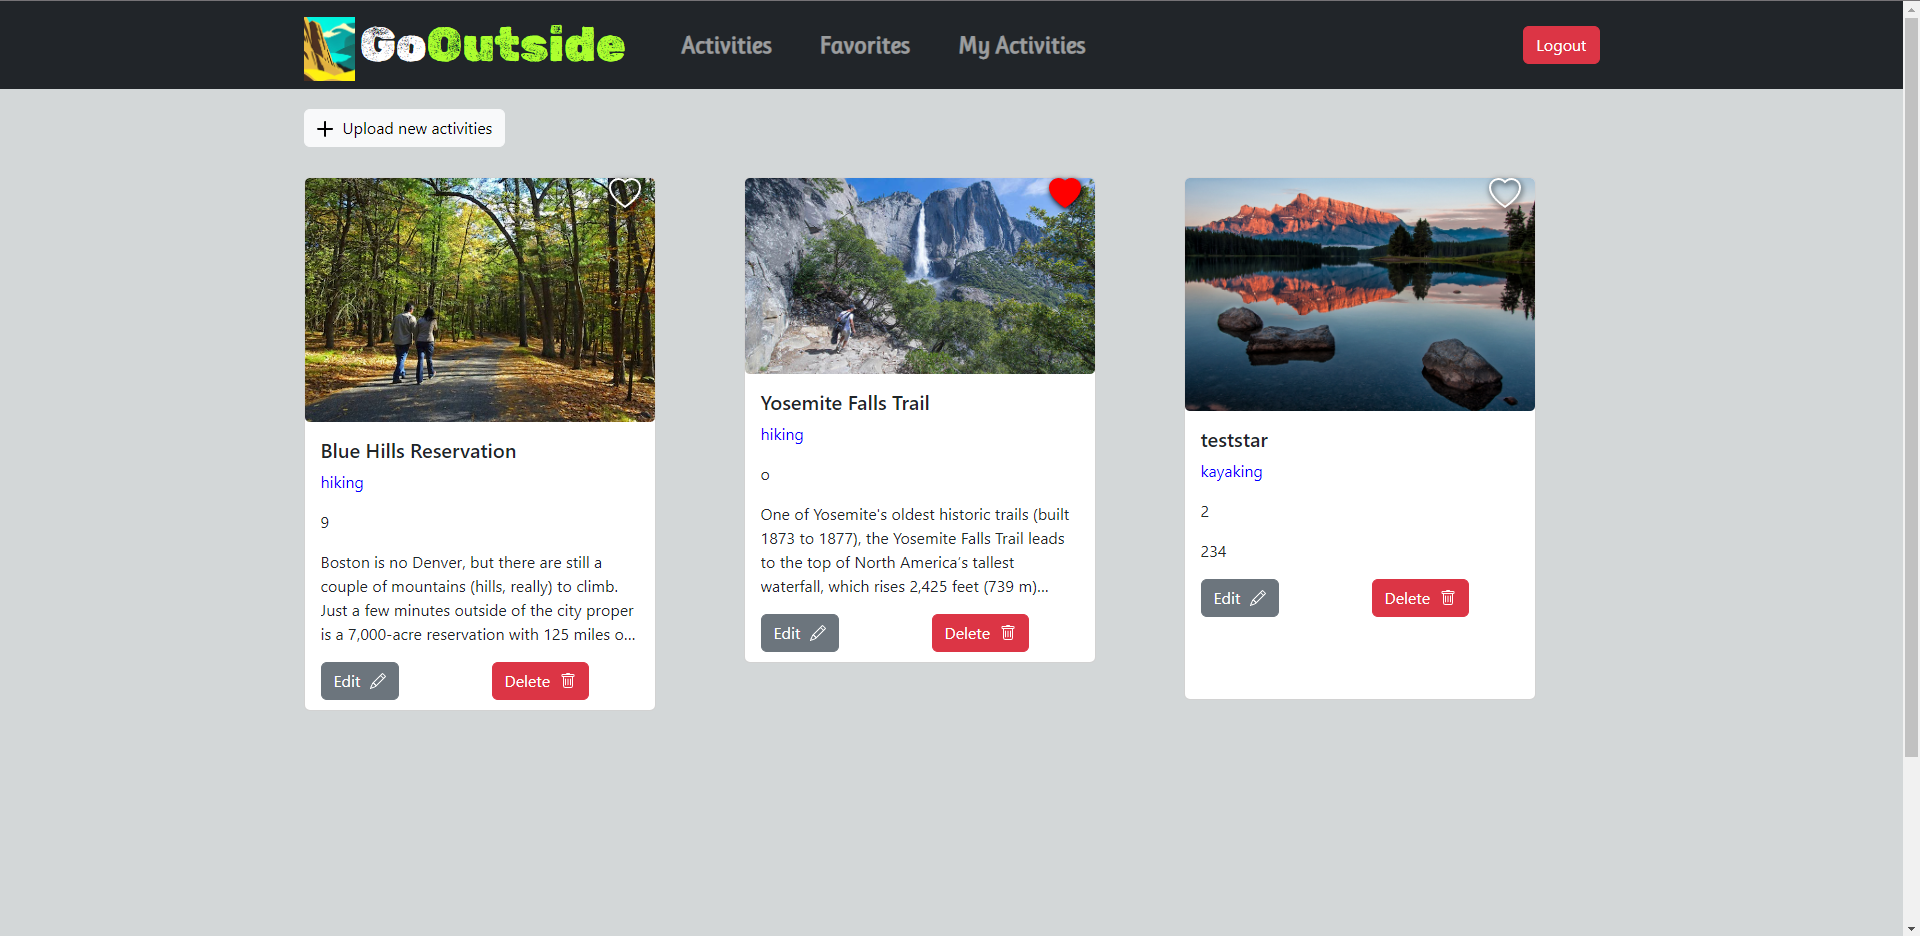 GoOutside
Activities
Favorites
My Activities
Logout
Upload new activities
Blue Hills Reservation
hiking
9
Boston is no Denver, but there are still a
couple of mountains (hills, really) to climb.
Just a few minutes outside of the city proper
is a 7,000-acre reservation with 125 miles o...
Edit
Delete
Yosemite Falls Trail
hiking
o
One of Yosemite's oldest historic trails (built
1873 to 1877), the Yosemite Falls Trail leads
to the top of North America's tallest
waterfall, which rises 2,425 feet (739 m)...
Edit
Delete
teststar
kayaking
2
234
Edit
Delete